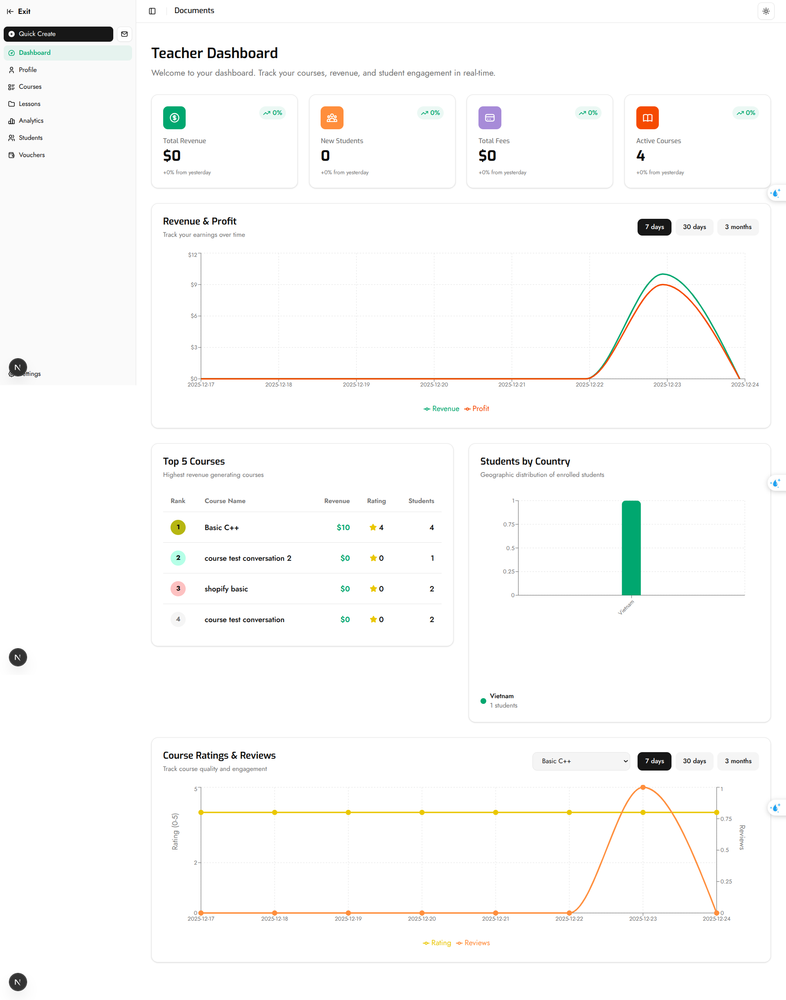 Exit
Quick Create
Dashboard
Profile
Courses
Lessons
Analytics
Students
Vouchers
ettings
Documents
Teacher Dashboard
Welcome to your dashboard. Track your courses, revenue, and student engagement in real-time.
0%
Total Revenue
$0
+0% from yesterday
0%
New Students
0
+0% from yesterday
0%
Total Fees
$0
+0% from yesterday
0%
Active Courses
4
+0% from yesterday
Revenue & Profit
Track your earnings over time
7 days 30 days 3 months
$12
$9
$6
$3
$0
2025-12-17 2025-12-18 2025-12-19 2025-12-20 2025-12-21 2025-12-22 2025-12-23 2025-12-24
Revenue Profit
Top 5 Courses
Highest revenue generating courses
Rank Course Name Revenue Rating Students
1 Basic C++ $10 4 4
2 course test conversation 2 $0 0 1
3 shopify basic $0 0 2
4 course test conversation $0 0 2
Students by Country
Geographic distribution of enrolled students
1
0.75
0.5
0.25
0
Vietnam
Vietnam
1 students
Course Ratings & Reviews
Track course quality and engagement
Basic C++ 7 days 30 days 3 months
Rating (0-5)
5
2
0
1
0.75
0.5
0.25
0
Reviews
2025-12-17 2025-12-18 2025-12-19 2025-12-20 2025-12-21 2025-12-22 2025-12-23 2025-12-24
Rating Reviews
N
N
N